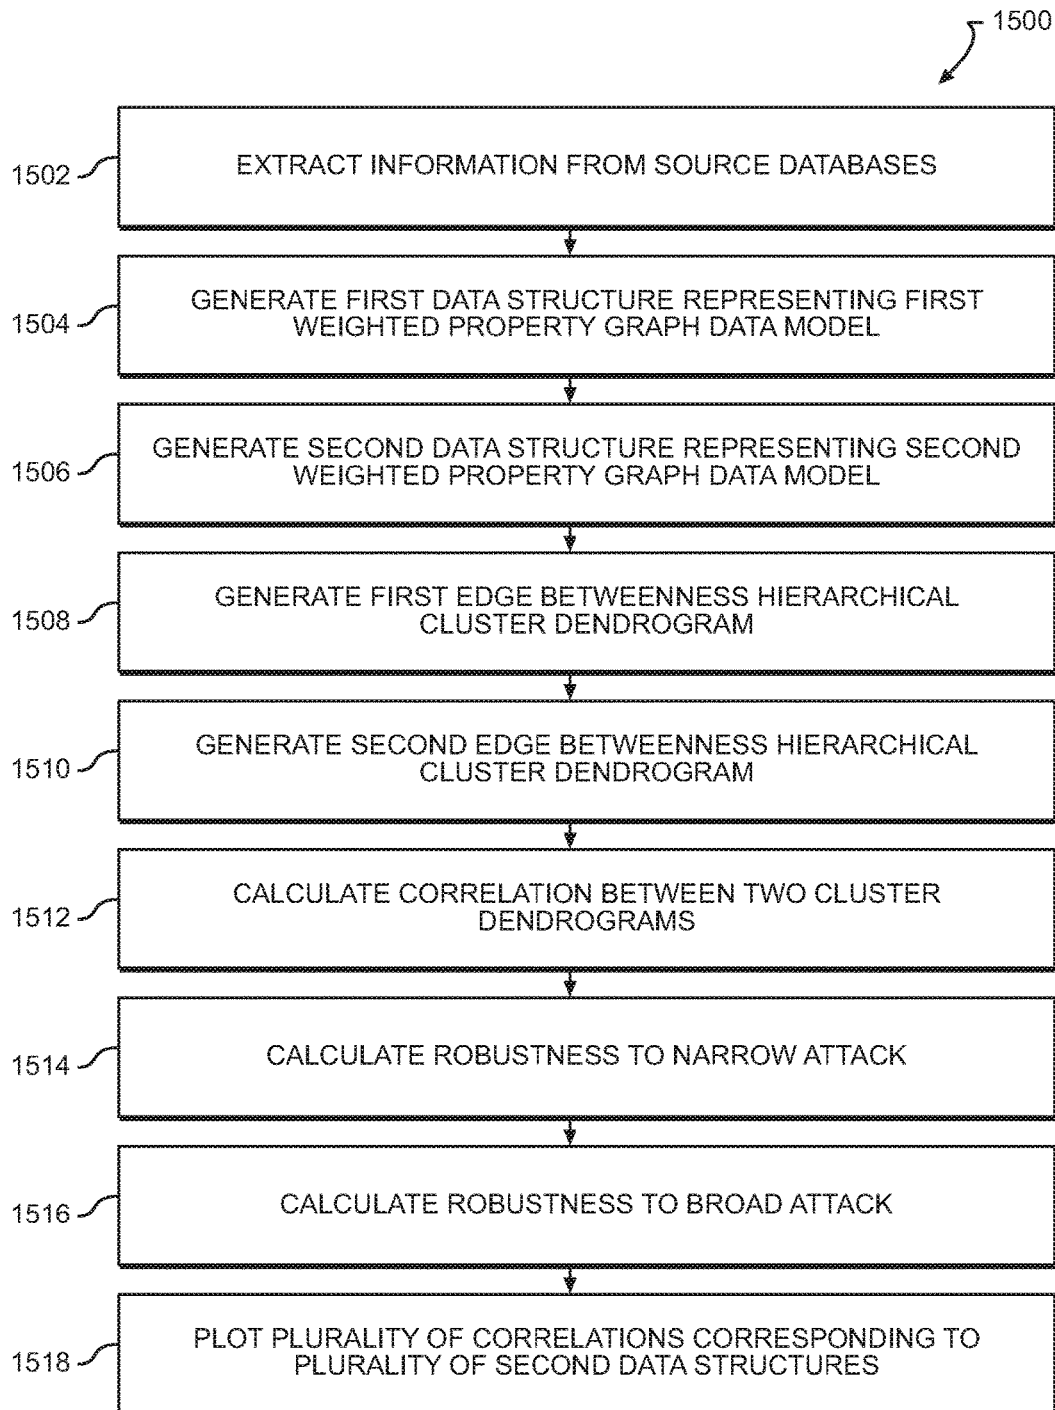 1500
1502
EXTRACT INFORMATION FROM SOURCE DATABASES
1504
GENERATE FIRST DATA STRUCTURE REPRESENTING FIRST
WEIGHTED PROPERTY GRAPH DATA MODEL
1506
GENERATE SECOND DATA STRUCTURE REPRESENTING SECOND
WEIGHTED PROPERTY GRAPH DATA MODEL
1508
GENERATE FIRST EDGE BETWEENNESS HIERARCHICAL
CLUSTER DENDROGRAM
1510
GENERATE SECOND EDGE BETWEENNESS HIERARCHICAL
CLUSTER DENDROGRAM
1512
CALCULATE CORRELATION BETWEEN TWO CLUSTER
DENDROGRAMS
1514
CALCULATE ROBUSTNESS TO NARROW ATTACK
1516
CALCULATE ROBUSTNESS TO BROAD ATTACK
1518
PLOT PLURALITY OF CORRELATIONS CORRESPONDING TO
PLURALITY OF SECOND DATA STRUCTURES